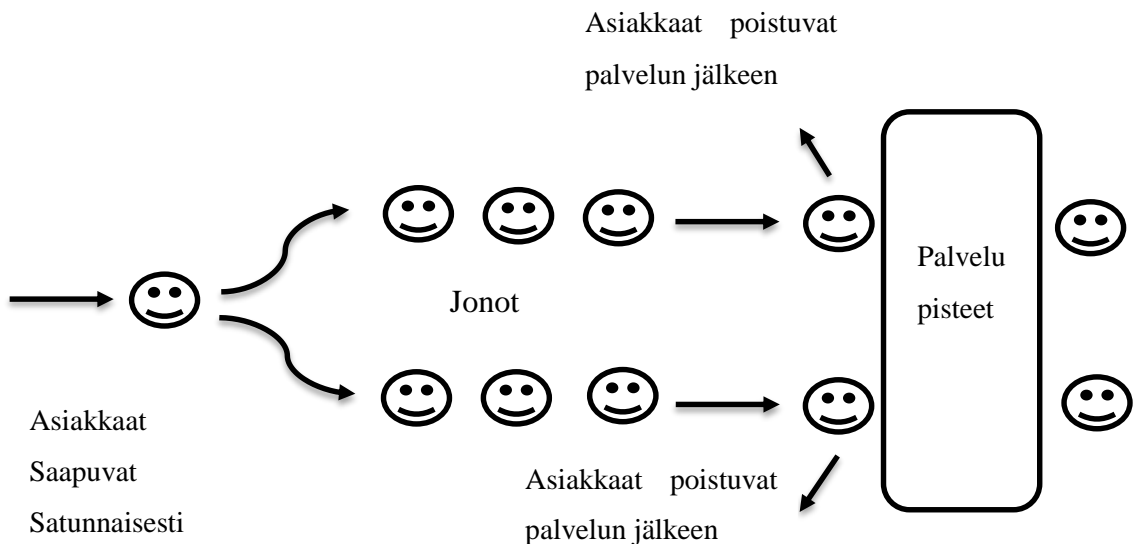 Asiakkaat poistuvat
palvelun jälkeen
Palvelu
pisteet
Jonot
Asiakkaat
Saapuvat
Satunnaisesti
Asiakkaat poistuvat
palvelun jälkeen